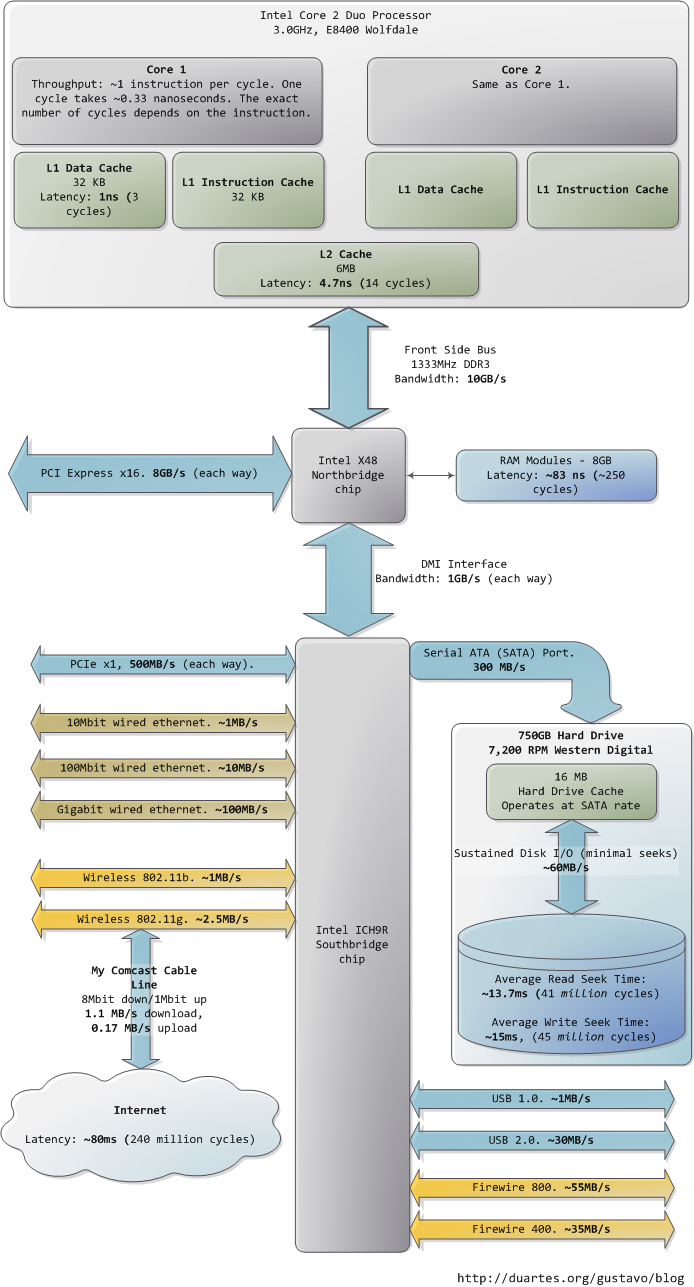 Intel Core 2 Duo Processor
3.0GHz, E8400 Wolfdale
Core 1
Throughput: ~1 instruction per cycle. One
cycle takes ~0.33 nanoseconds. The exact
number of cycles depends on the instruction.
Core 2
Same as Core 1.
L1 Data Cache
32 KB
Latency: 1ns (3
cycles)
L1 Instruction Cache
32 KB
L1 Data Cache
L1 Instruction Cache
L2 Cache
6MB
Latency: 4.7ns (14 cycles)
Front Side Bus
1333MHz DDR3
Bandwidth: 10GB/s
PCI Express x16. 8GB/s (each way)
Intel X48
Northbridge
chip
RAM Modules - 8GB
Latency: ~83 ns (~250
cycles)
DMI Interface
Bandwidth: 1GB/s (each way)
PCIe x1, 500MB/s (each way).
Serial ATA (SATA) Port.
300 MB/s
10Mbit wired ethernet. ~1MB/s
100Mbit wired ethernet. ~10MB/s
Gigabit wired ethernet. ~100MB/s
Wireless 802.11b. ~1MB/s
Wireless 802.11g. ~2.5MB/s
750GB Hard Drive
7,200 RPM Western Digital
16 MB
Hard Drive Cache
Operates at SATA rate
Sustained Disk I/O (minimal seeks)
~60MB/s
Average Read Seek Time:
~13.7ms (41 million cycles)
Average Write Seek Time:
~15ms, (45 million cycles)
Intel ICH9R
Southbridge
chip
My Comcast Cable
Line
8Mbit down/1Mbit up
1.1 MB/s download,
0.17 MB/s upload
Internet
Latency: ~80ms (240 million cycles)
USB 1.0. ~1MB/s
USB 2.0. ~30MB/s
Firewire 800. ~55MB/s
Firewire 400. ~35MB/s
http://duartes.org/gustavo/blog